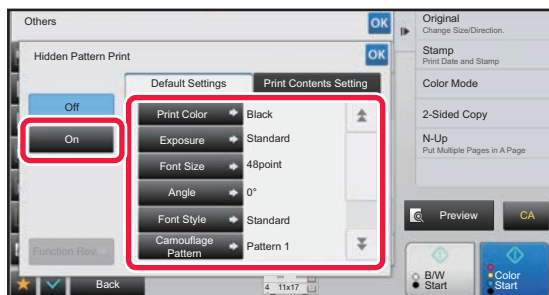 Others
OK
Hidden Pattern Print
OK
Default Settings
Print Contents Setting
Off
On
Print Color
Black
Exposure
Standard
Font Size
48point
Angle
0°
Font Style
Standard
Camouflage
Pattern
Pattern 1
Function Rev.
Back
4 11x17
Original
Change Size/Direction.
Stamp
Print Date and Stamp
Color Mode
2-Sided Copy
N-Up
Put Multiple Pages in A Page
Preview
CA
B/W
Start
Color
Start